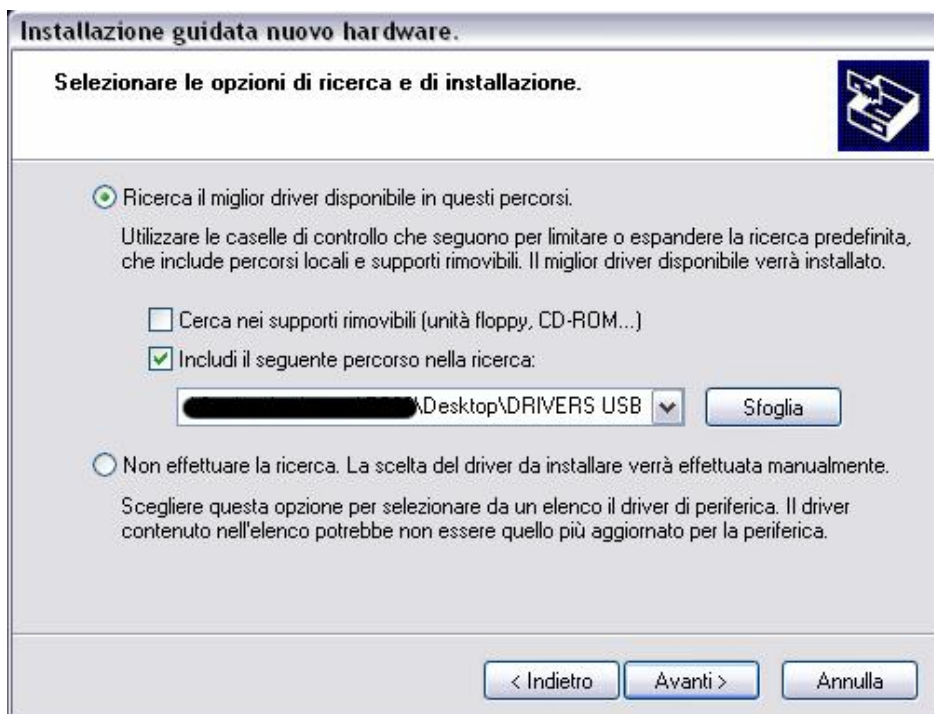 Installazione guidata nuovo hardware.
Selezionare le opzioni di ricerca e di installazione.
Ricerca il miglior driver disponibile in questi percorsi.
Utilizzare le caselle di controllo che seguono per limitare o espandere la ricerca predefinita,
che include percorsi locali e supporti rimovibili. Il miglior driver disponibile verrà installato.
Cerca nei supporti rimovibili (unità floppy, CD-ROM...)
Includi il seguente percorso nella ricerca:
\Desktop\DRIVERS USB
Sfoglia
Non effettuare la ricerca. La scelta del driver da installare verrà effettuata manualmente.
Scegliere questa opzione per selezionare da un elenco il driver di periferica. Il driver
contenuto nell'elenco potrebbe non essere quello più aggiornato per la periferica.
< Indietro
Avanti >
Annulla